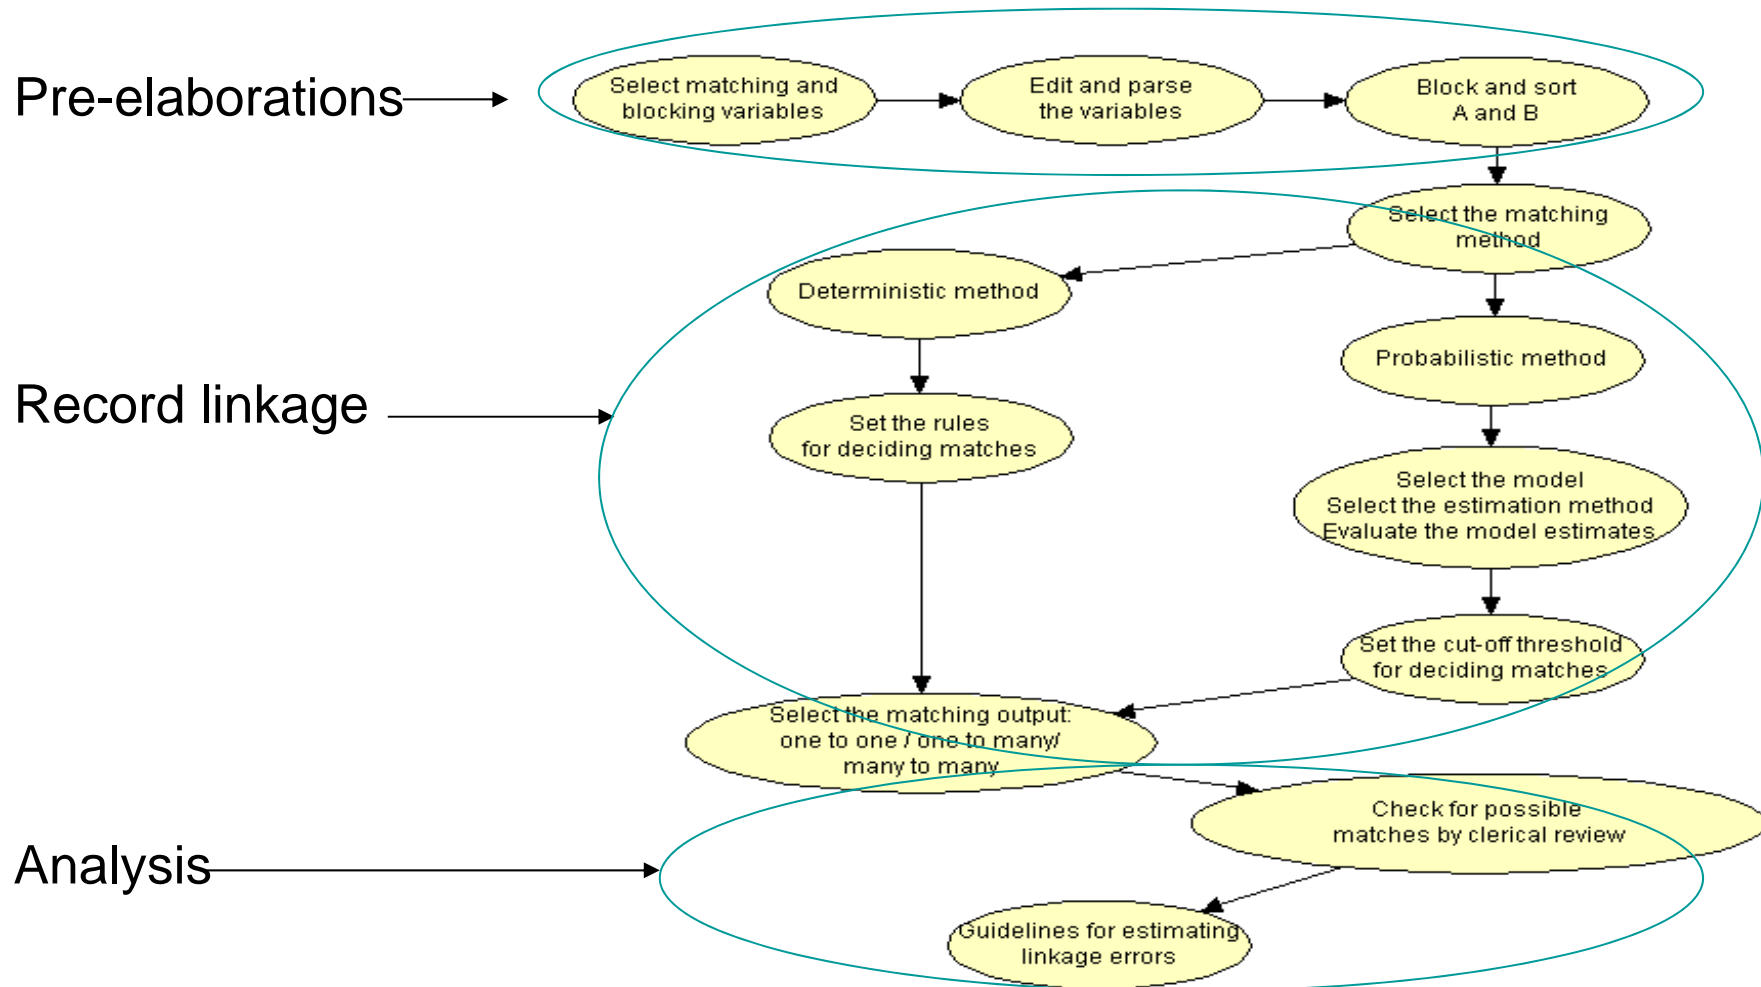 Pre-elaborations
Select matching and
blocking variables
Edit and parse
the variables
Block and sort
A and B
Select the matching
method
Deterministic method
Probabilistic method
Record linkage
Set the rules
for deciding matches
Select the model
Select the estimation method
Evaluate the model estimates
Set the cut-off threshold
for deciding matches
Select the matching output:
one to one / one to many/
many to many
Check for possible
matches by clerical review
Analysis
Guidelines for estimating
linkage errors